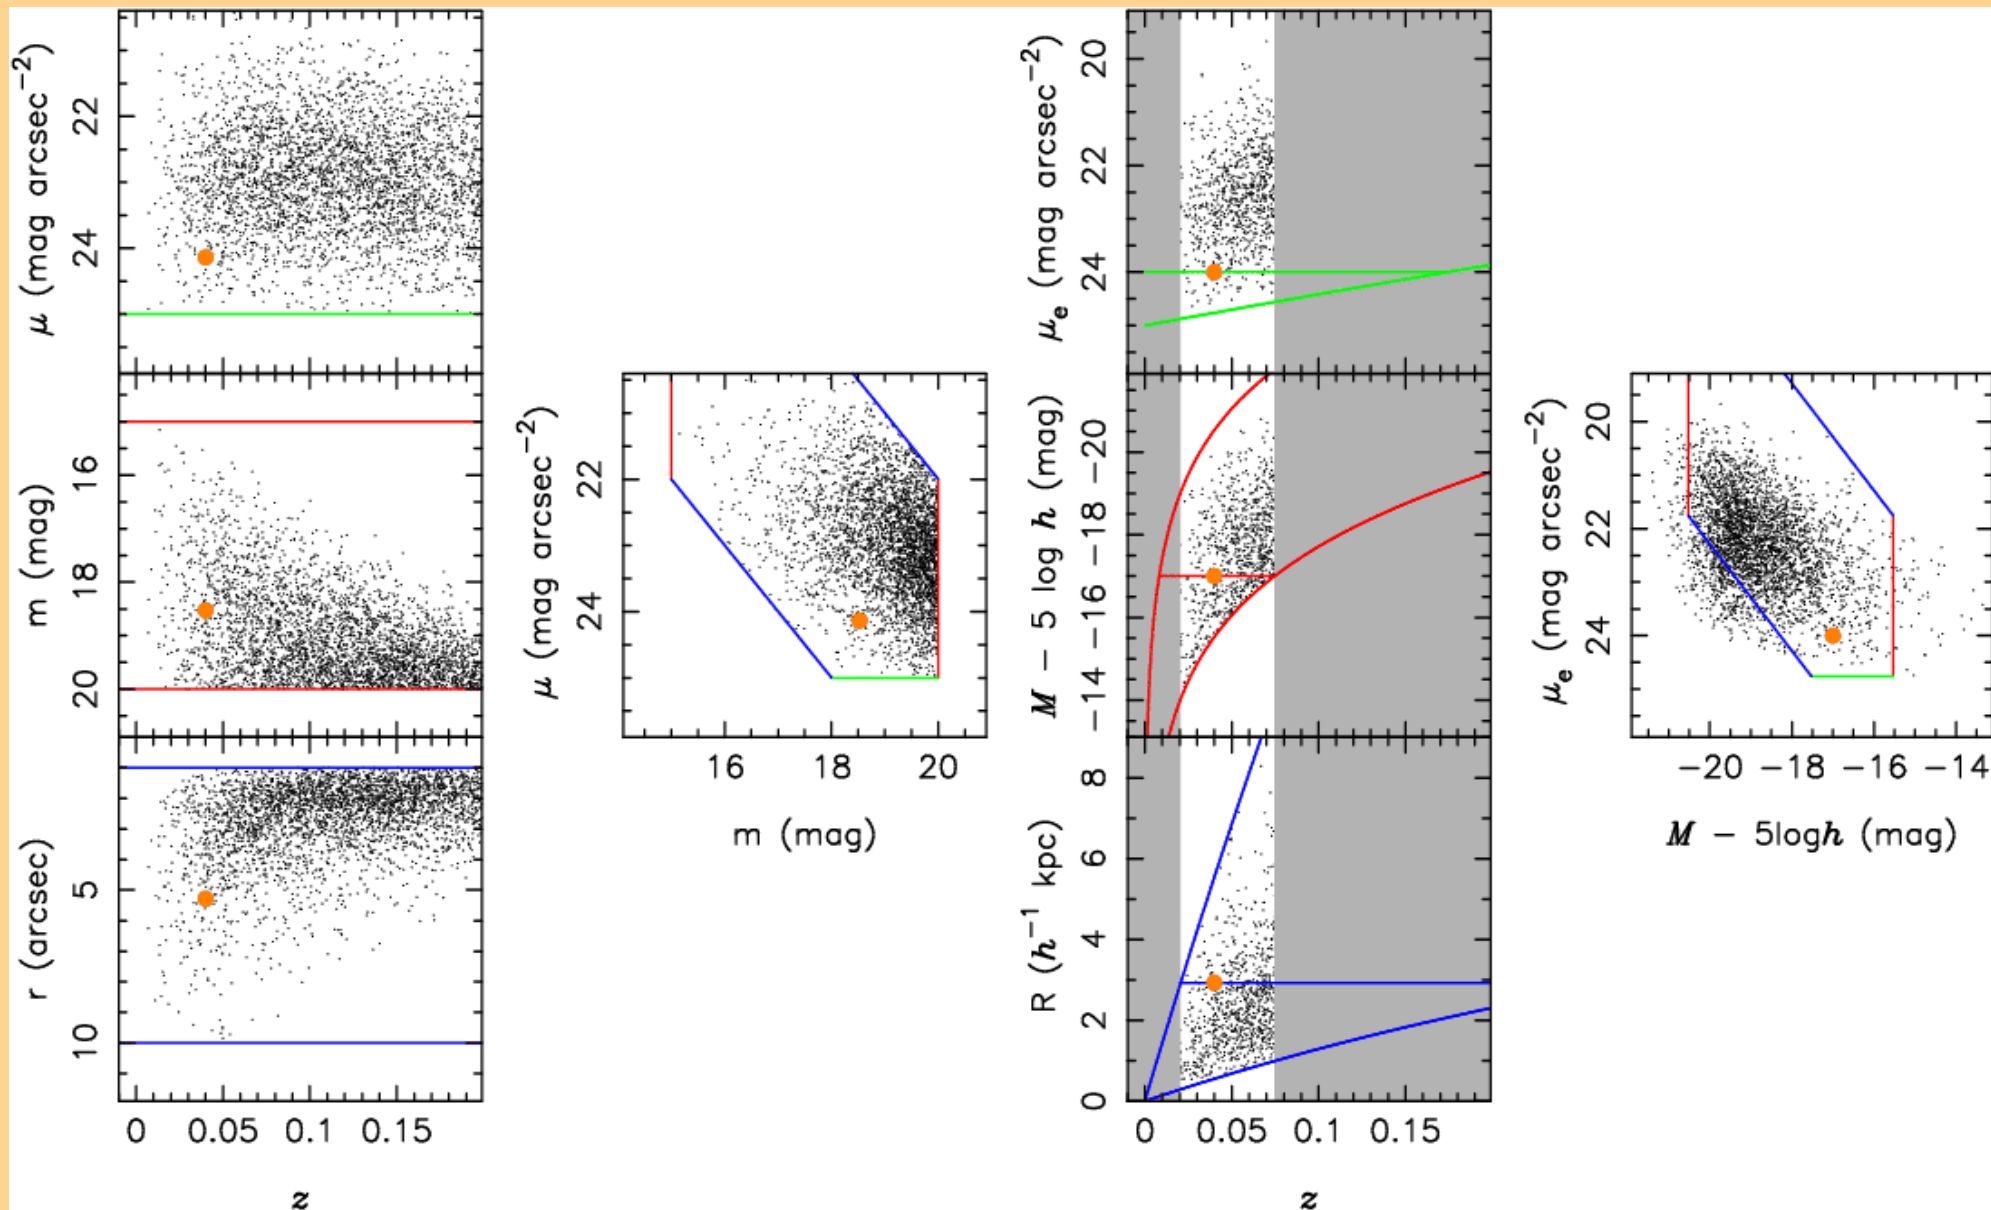 μ (mag arcsec⁻²)
22
24
m (mag)
16
18
20
r (arcsec)
5
10
0 0.05 0.1 0.15
z
μ (mag arcsec⁻²)
22
24
16 18 20
m (mag)
μe (mag arcsec⁻²)
20
22
24
M − 5 log h (mag)
−20
−18
−16
−14
R (h⁻¹ kpc)
8
6
4
2
0
0 0.05 0.1 0.15
z
μe (mag arcsec⁻²)
20
22
24
−20 −18 −16 −14
M − 5logh (mag)